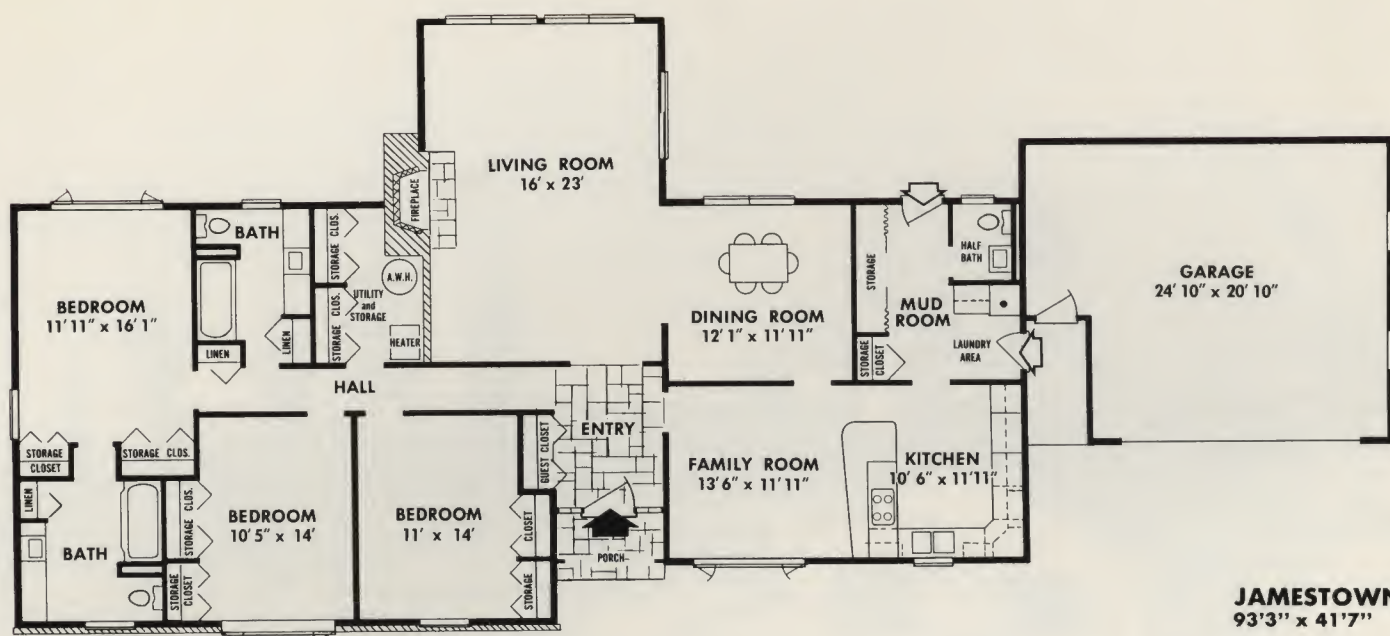 LIVING ROOM
16' x 23'
FIREPLACE
BATH
STORAGE CLOS.
STORAGE CLOS.
A.W.H.
UTILITY
and
STORAGE
HEATER
BEDROOM
11' 11" x 16' 1"
LINEN
LINEN
HALL
DINING ROOM
12' 1" x 11' 11"
STORAGE
HALF
BATH
MUD
ROOM
STORAGE
CLOSET
LAUNDRY
AREA
GARAGE
24' 10" x 20' 10"
ENTRY
GUEST CLOSET
FAMILY ROOM
13' 6" x 11' 11"
KITCHEN
10' 6" x 11' 11"
STORAGE
CLOSET
STORAGE CLOS.
LINEN
BATH
STORAGE CLOS.
STORAGE
CLOSET
BEDROOM
10' 5" x 14'
BEDROOM
11' x 14'
CLOSET
STORAGE
CLOSET
PORCH
JAMESTOWN
93'3" x 41'7"